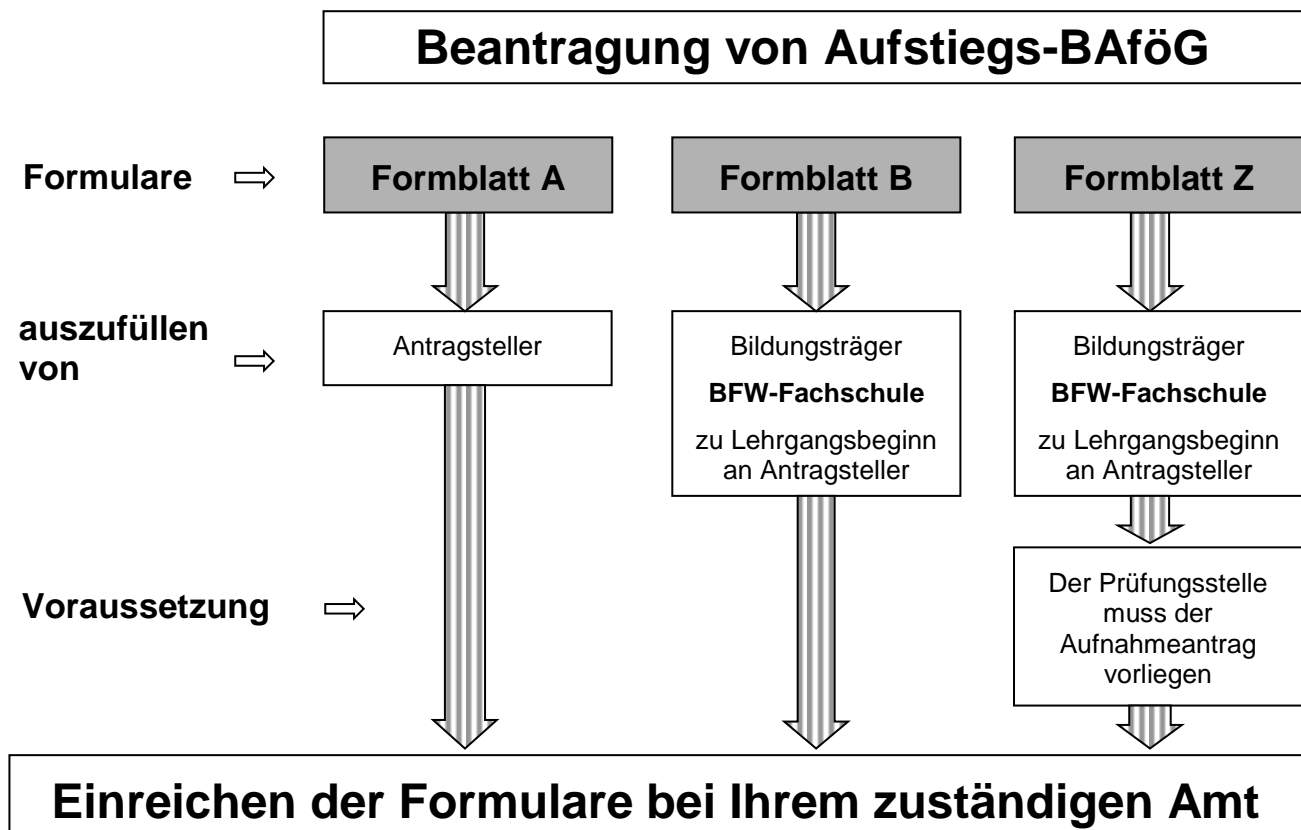 Beantragung von Aufstiegs-BAföG
Formulare
Formblatt A
Formblatt B
Formblatt Z
auszufüllen
von
Antragsteller
Bildungsträger
BFW-Fachschule
zu Lehrgangsbeginn
an Antragsteller
Bildungsträger
BFW-Fachschule
zu Lehrgangsbeginn
an Antragsteller
Voraussetzung
Der Prüfungsstelle
muss der
Aufnahmeantrag
vorliegen
Einreichen der Formulare bei Ihrem zuständigen Amt